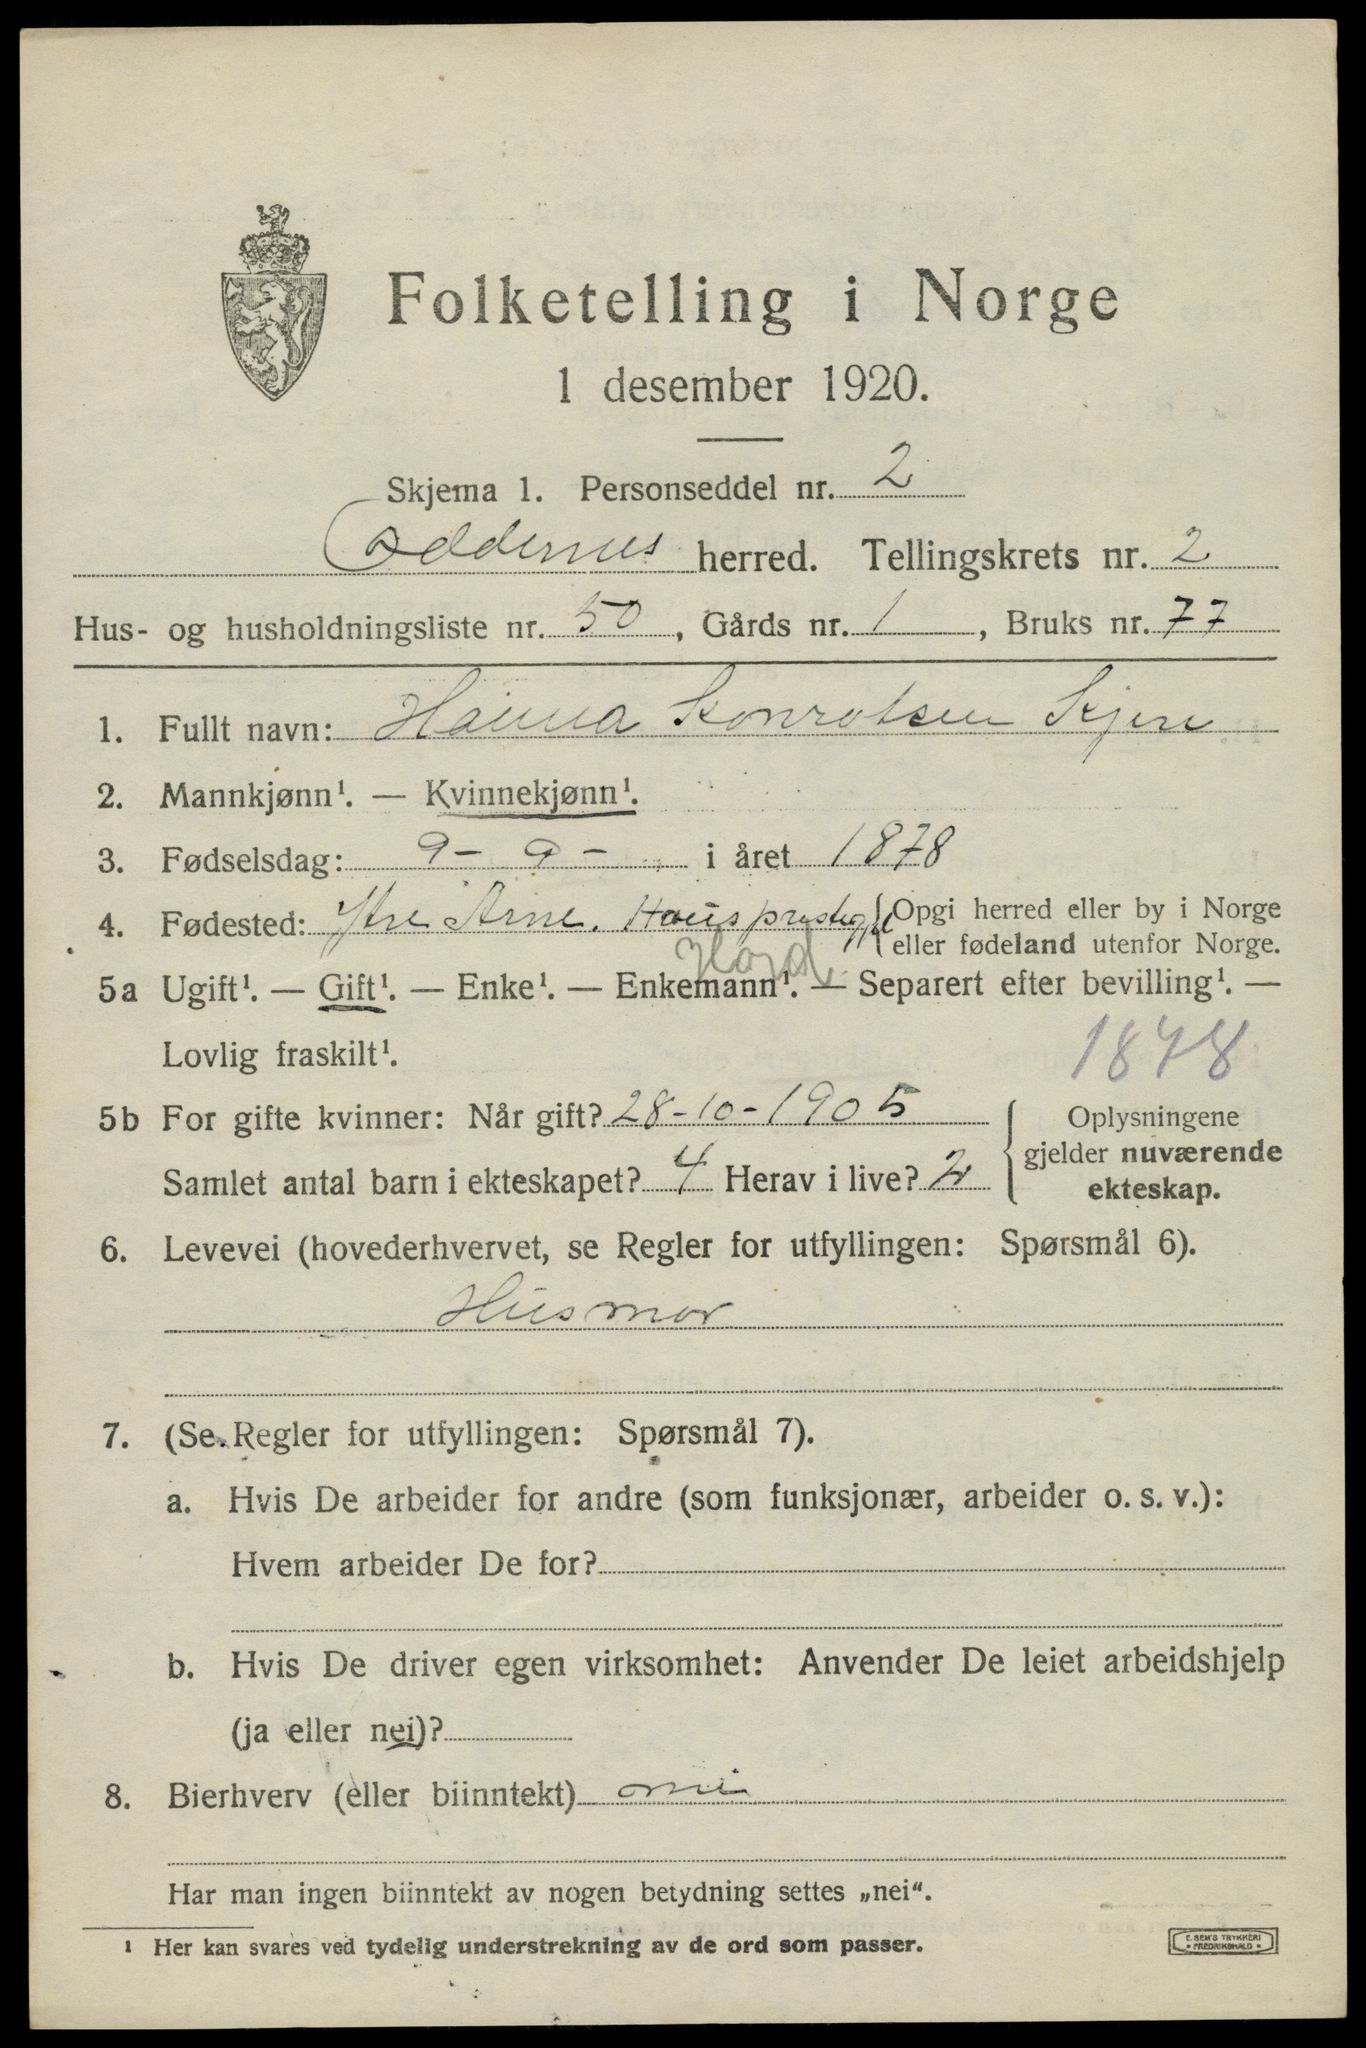 Folketelling i Norge
1 desember 1920.
Skjema 1. Personseddel nr. 2
Oddernes herred. Tellingskrets nr. 2
Hus- og husholdningsliste nr. 50, Gårds nr. 1, Bruks nr. 77
1. Fullt navn: Hanna Konrotsen
2. Mannkjønn¹. — Kvinnekjønn¹.
3. Fødselsdag: 9 - 9 - i året 1878
4. Fødested: Ytre Arne. Haus prestegjel {Opgi herred eller by i Norge
eller fødeland utenfor Norge.
Hord.
5a Ugift¹. — Gift¹. — Enke¹. — Enkemann¹. — Separert efter bevilling¹. —
Lovlig fraskilt¹.
1878
5b For gifte kvinner: Når gift? 28-10-1905
Samlet antal barn i ekteskapet? 4 Herav i live? 2
Oplysningene
gjelder nuværende
ekteskap.
6. Levevei (hovederhvervet, se Regler for utfyllingen: Spørsmål 6).
Husmor
7. (Se Regler for utfyllingen: Spørsmål 7).
a. Hvis De arbeider for andre (som funksjonær, arbeider o. s. v.):
Hvem arbeider De for?
b. Hvis De driver egen virksomhet: Anvender De leiet arbeidshjelp
(ja eller nei)?
8. Bierhverv (eller biinntekt) nei
Har man ingen biinntekt av nogen betydning settes „nei“.
¹ Her kan svares ved tydelig understrekning av de ord som passer.
E. SEM'S TRYKKERI
• FREDRIKSHALD •